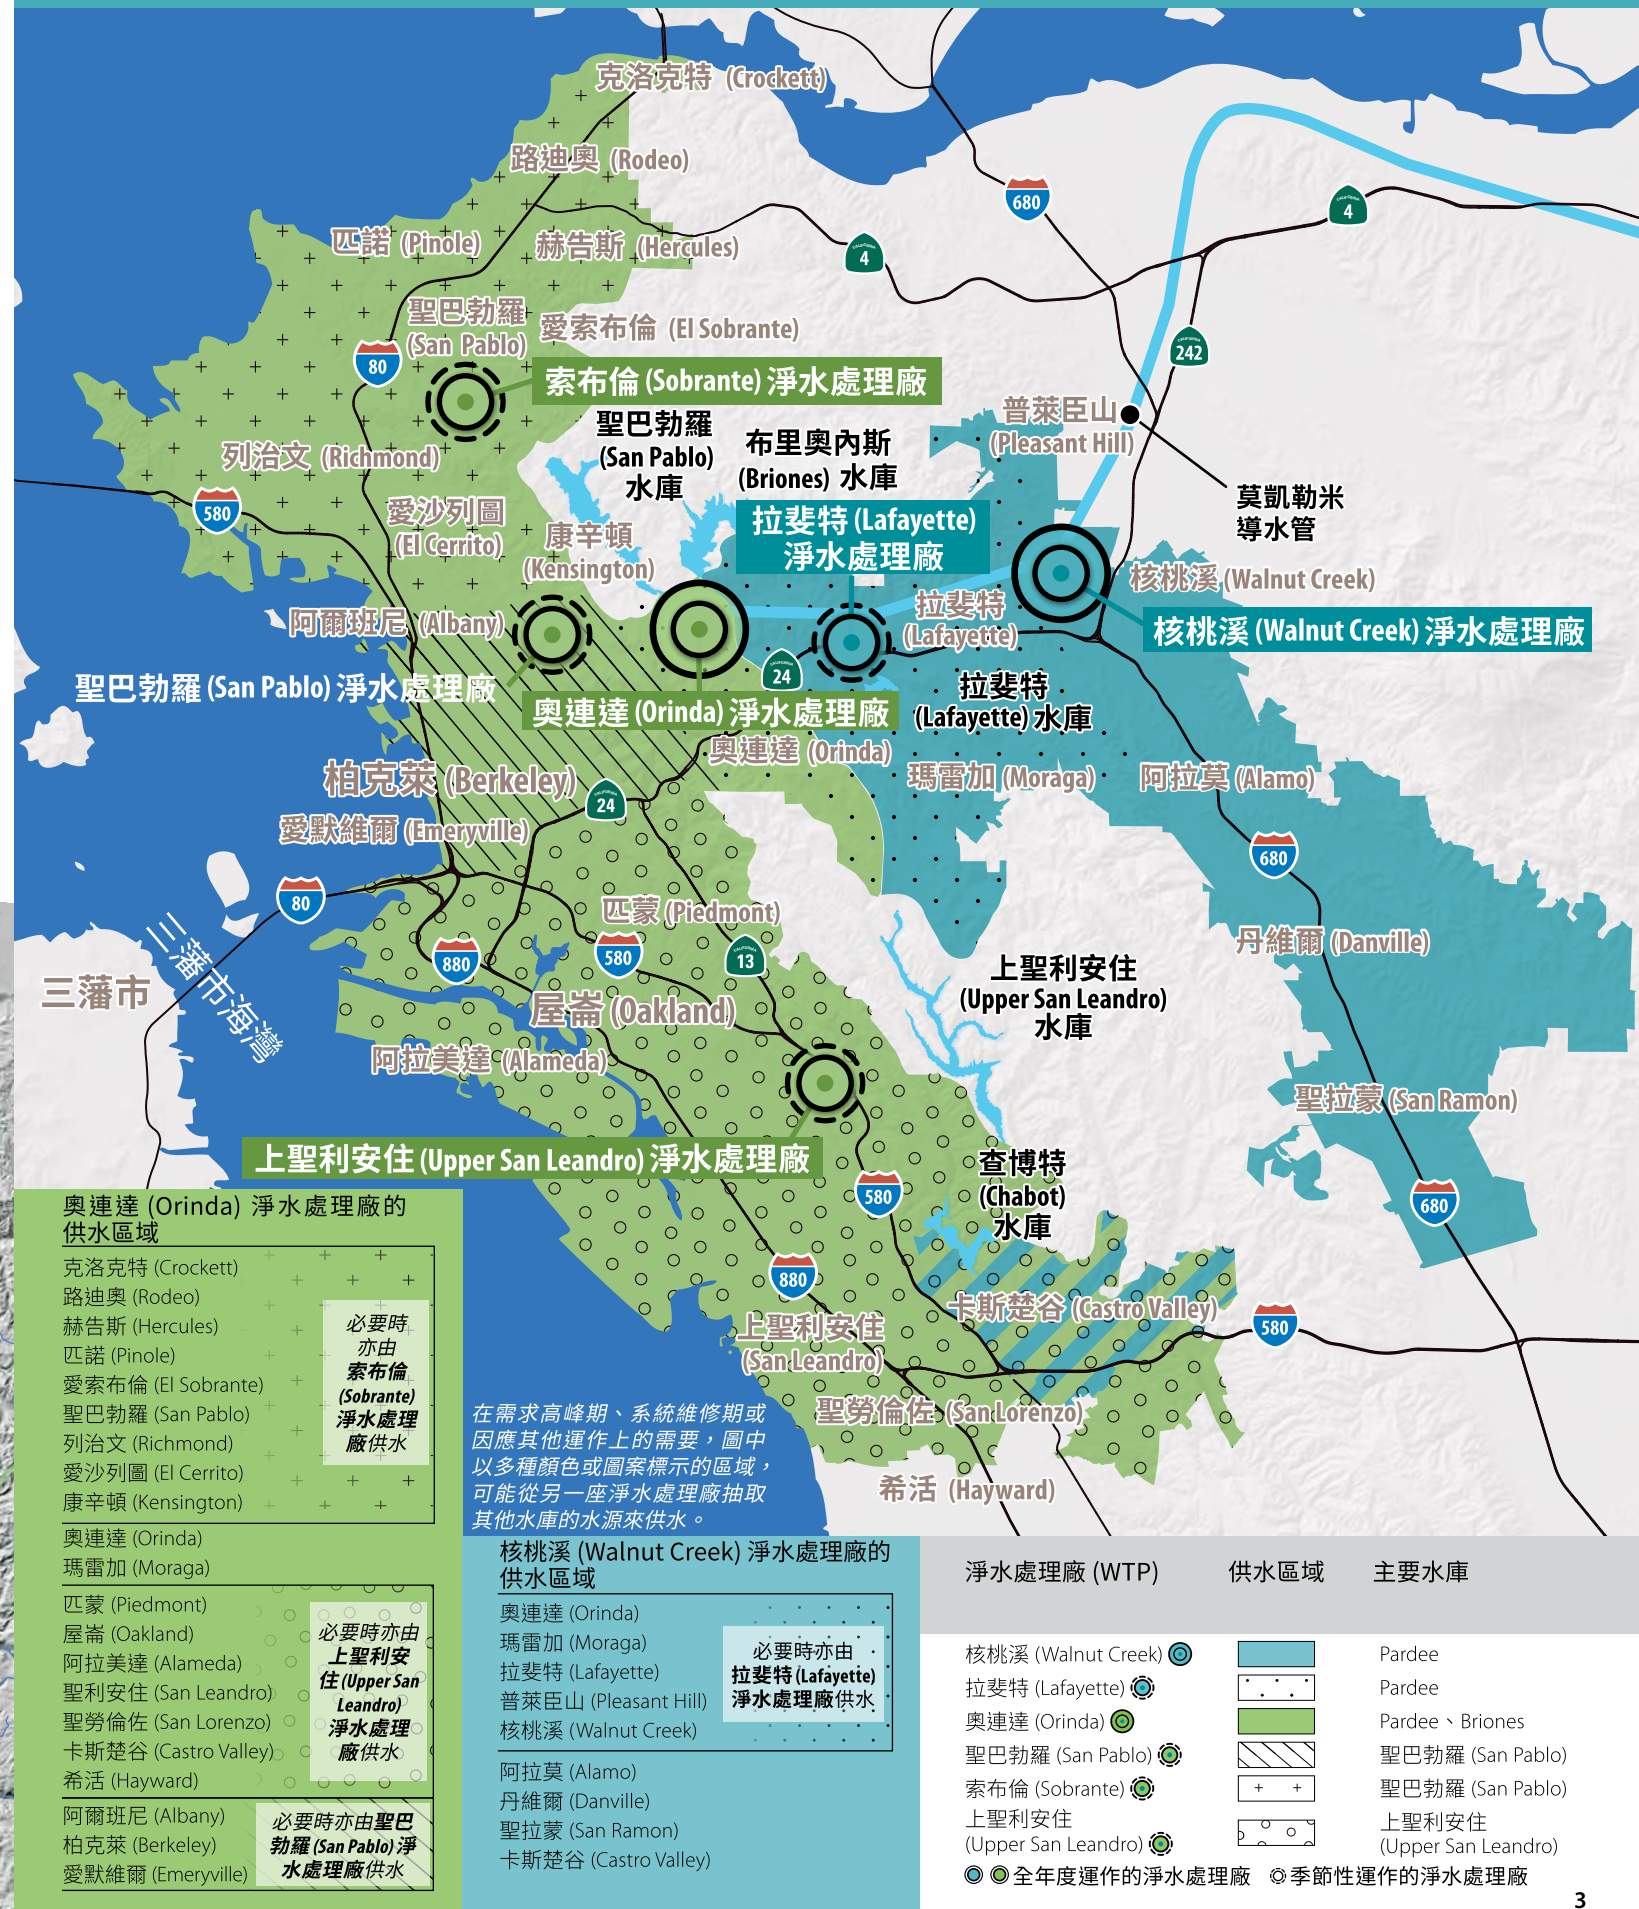 克洛克特 (Crockett)
路迪奧 (Rodeo)
680
4
匹諾 (Pinole)
赫告斯 (Hercules)
4
聖巴勃羅
(San Pablo)
愛索布倫 (El Sobrante)
80
242
索布倫 (Sobrante) 淨水處理廠
聖巴勃羅
(San Pablo)
水庫
布里奧內斯
(Briones) 水庫
普萊臣山
(Pleasant Hill)
列治文 (Richmond)
580
愛沙列圖
(El Cerrito)
康辛頓
(Kensington)
拉斐特 (Lafayette)
淨水處理廠
莫凱勒米
導水管
核桃溪 (Walnut Creek)
阿爾班尼 (Albany)
拉斐特
(Lafayette)
核桃溪 (Walnut Creek) 淨水處理廠
聖巴勃羅 (San Pablo) 淨水處理廠
24
拉斐特
(Lafayette) 水庫
奧連達 (Orinda) 淨水處理廠
奧連達 (Orinda)
柏克萊 (Berkeley)
24
瑪雷加 (Moraga)
阿拉莫 (Alamo)
愛默維爾 (Emeryville)
680
80
匹蒙 (Piedmont)
三藩市
三藩市海灣
880
580
13
丹維爾 (Danville)
上聖利安住
(Upper San Leandro)
水庫
屋崙 (Oakland)
阿拉美達 (Alameda)
聖拉蒙 (San Ramon)
上聖利安住 (Upper San Leandro) 淨水處理廠
查博特
(Chabot)
水庫
580
680
880
卡斯楚谷 (Castro Valley)
580
上聖利安住
(San Leandro)
聖勞倫佐 (San Lorenzo)
希活 (Hayward)
在需求高峰期、系統維修期或
因應其他運作上的需要，圖中
以多種顏色或圖案標示的區域，
可能從另一座淨水處理廠抽取
其他水庫的水源來供水。
奧連達 (Orinda) 淨水處理廠的
供水區域
克洛克特 (Crockett)
路迪奧 (Rodeo)
赫告斯 (Hercules)
匹諾 (Pinole)
愛索布倫 (El Sobrante)
聖巴勃羅 (San Pablo)
列治文 (Richmond)
愛沙列圖 (El Cerrito)
康辛頓 (Kensington)
必要時
亦由
索布倫
(Sobrante)
淨水處理
廠供水
奧連達 (Orinda)
瑪雷加 (Moraga)
匹蒙 (Piedmont)
屋崙 (Oakland)
阿拉美達 (Alameda)
聖利安住 (San Leandro)
聖勞倫佐 (San Lorenzo)
卡斯楚谷 (Castro Valley)
希活 (Hayward)
必要時亦由
上聖利安
住 (Upper San
Leandro)
淨水處理
廠供水
阿爾班尼 (Albany)
柏克萊 (Berkeley)
愛默維爾 (Emeryville)
必要時亦由聖巴
勃羅 (San Pablo) 淨
水處理廠供水
核桃溪 (Walnut Creek) 淨水處理廠的
供水區域
奧連達 (Orinda)
瑪雷加 (Moraga)
拉斐特 (Lafayette)
普萊臣山 (Pleasant Hill)
核桃溪 (Walnut Creek)
必要時亦由
拉斐特 (Lafayette)
淨水處理廠供水
阿拉莫 (Alamo)
丹維爾 (Danville)
聖拉蒙 (San Ramon)
卡斯楚谷 (Castro Valley)
淨水處理廠 (WTP) 供水區域 主要水庫
核桃溪 (Walnut Creek) Pardee
拉斐特 (Lafayette) Pardee
奧連達 (Orinda) Pardee、Briones
聖巴勃羅 (San Pablo) 聖巴勃羅 (San Pablo)
索布倫 (Sobrante) 聖巴勃羅 (San Pablo)
上聖利安住 上聖利安住
(Upper San Leandro) (Upper San Leandro)
全年度運作的淨水處理廠 季節性運作的淨水處理廠
3